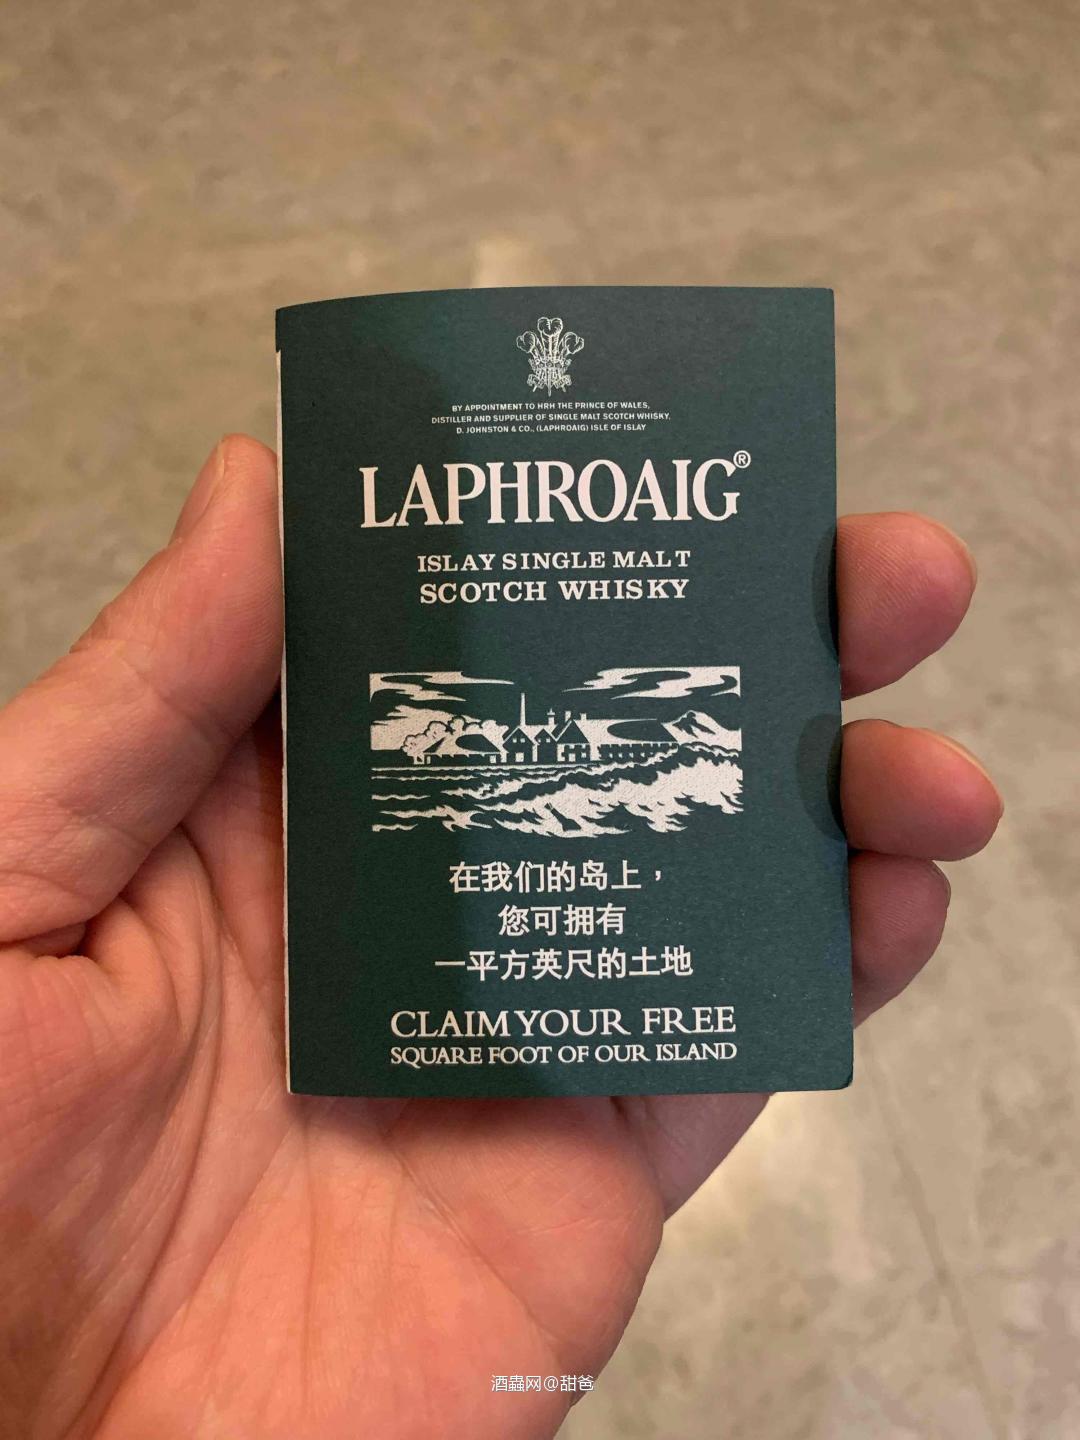 BY APPOINTMENT TO HRH THE PRINCE OF WALES,
DISTILLER AND SUPPLIER OF SINGLE MALT SCOTCH WHISKY,
D. JOHNSTON & CO., (LAPHROAIG) ISLE OF ISLAY
LAPHROAIG®
ISLAY SINGLE MALT
SCOTCH WHISKY
在我们的岛上，
您可拥有
一平方英尺的土地
CLAIM YOUR FREE
SQUARE FOOT OF OUR ISLAND
酒蟲网@甜爸